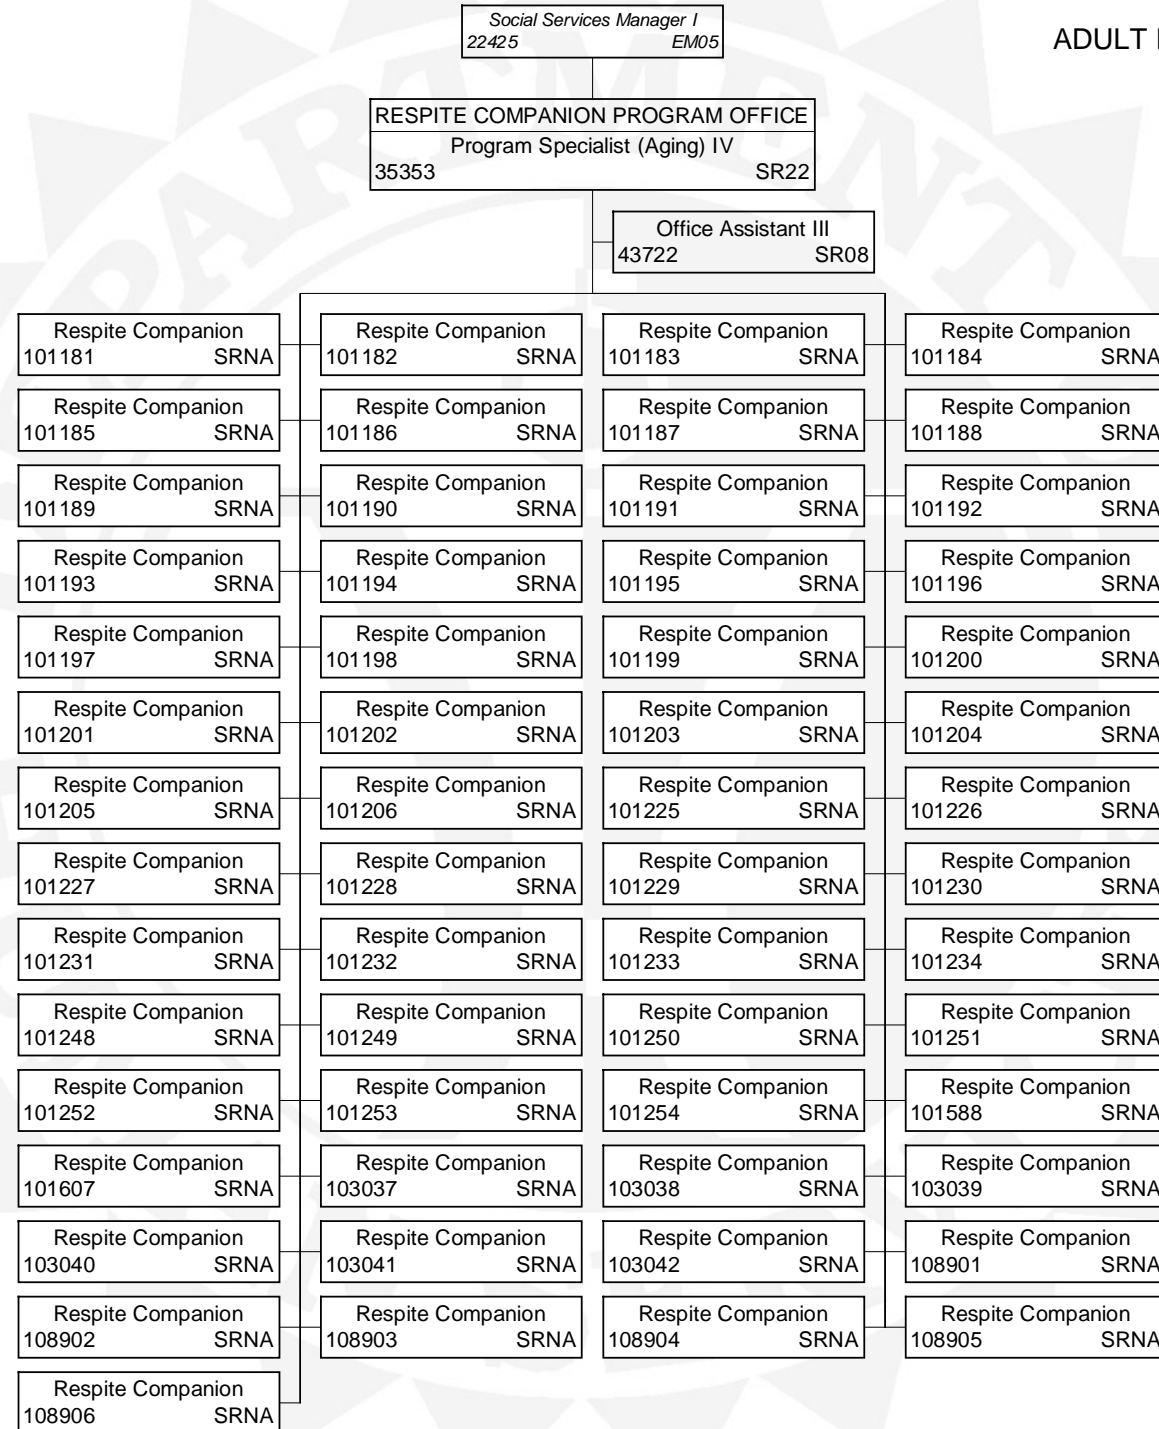 Social Services Manager I
22425 EM05
ADULT
RESPITE COMPANION PROGRAM OFFICE
Program Specialist (Aging) IV
35353 SR22
Office Assistant III
43722 SR08
Respite Companion Respite Companion Respite Companion Respite Companion
101181 SRNA 101182 SRNA 101183 SRNA 101184 SRNA
Respite Companion Respite Companion Respite Companion Respite Companion
101185 SRNA 101186 SRNA 101187 SRNA 101188 SRNA
Respite Companion Respite Companion Respite Companion Respite Companion
101189 SRNA 101190 SRNA 101191 SRNA 101192 SRNA
Respite Companion Respite Companion Respite Companion Respite Companion
101193 SRNA 101194 SRNA 101195 SRNA 101196 SRNA
Respite Companion Respite Companion Respite Companion Respite Companion
101197 SRNA 101198 SRNA 101199 SRNA 101200 SRNA
Respite Companion Respite Companion Respite Companion Respite Companion
101201 SRNA 101202 SRNA 101203 SRNA 101204 SRNA
Respite Companion Respite Companion Respite Companion Respite Companion
101205 SRNA 101206 SRNA 101225 SRNA 101226 SRNA
Respite Companion Respite Companion Respite Companion Respite Companion
101227 SRNA 101228 SRNA 101229 SRNA 101230 SRNA
Respite Companion Respite Companion Respite Companion Respite Companion
101231 SRNA 101232 SRNA 101233 SRNA 101234 SRNA
Respite Companion Respite Companion Respite Companion Respite Companion
101248 SRNA 101249 SRNA 101250 SRNA 101251 SRNA
Respite Companion Respite Companion Respite Companion Respite Companion
101252 SRNA 101253 SRNA 101254 SRNA 101588 SRNA
Respite Companion Respite Companion Respite Companion Respite Companion
101607 SRNA 103037 SRNA 103038 SRNA 103039 SRNA
Respite Companion Respite Companion Respite Companion Respite Companion
103040 SRNA 103041 SRNA 103042 SRNA 108901 SRNA
Respite Companion Respite Companion Respite Companion Respite Companion
108902 SRNA 108903 SRNA 108904 SRNA 108905 SRNA
Respite Companion
108906 SRNA